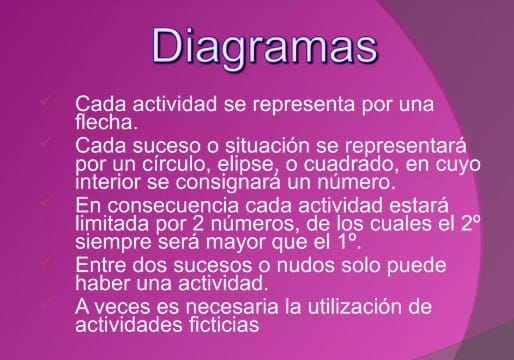 Diagramas
Cada actividad se representa por una
flecha.
Cada suceso o situación se representará
por un círculo, elipse, o cuadrado, en cuyo
interior se consignará un número.
En consecuencia cada actividad estará
limitada por 2 números, de los cuales el 2º
siempre será mayor que el 1º.
Entre dos sucesos o nudos solo puede
haber una actividad.
A veces es necesaria la utilización de
actividades ficticias